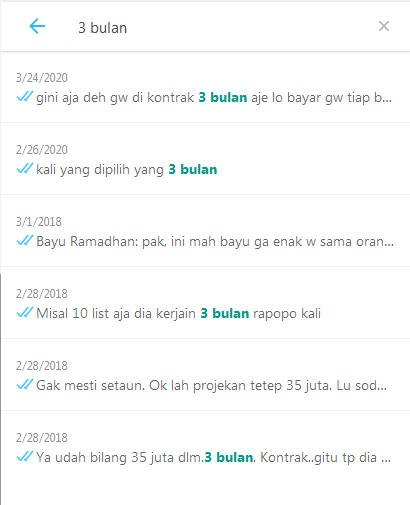 3 bulan
3/24/2020
gini aja deh gw di kontrak 3 bulan aje lo bayar gw tiap b...
2/26/2020
kali yang dipilih yang 3 bulan
3/1/2018
Bayu Ramadhan: pak, ini mah bayu ga enak w sama oran...
2/28/2018
Misal 10 list aja dia kerjain 3 bulan rapopo kali
2/28/2018
Gak mesti setaun. Ok lah projekan tetep 35 juta. Lu sod...
2/28/2018
Ya udah bilang 35 juta dlm.3 bulan. Kontrak..gitu tp dia ...